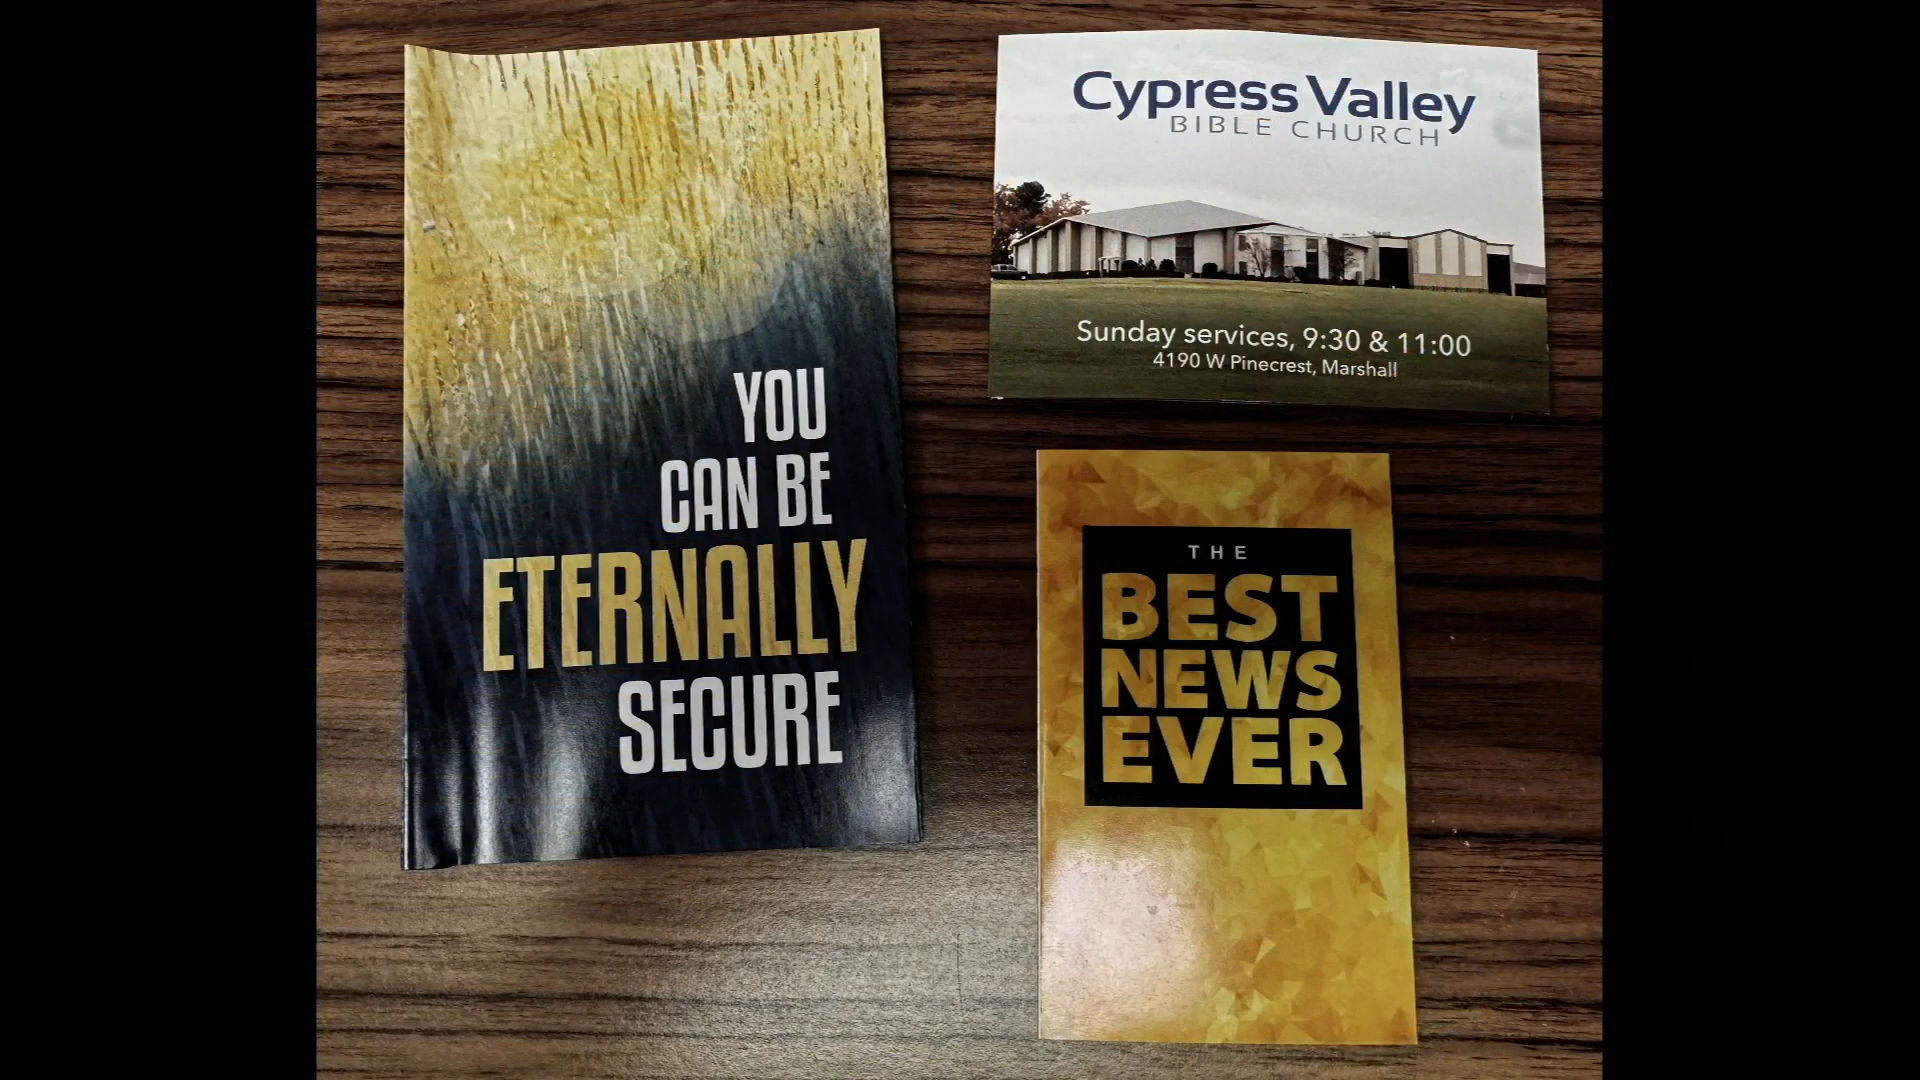 YOU
CAN BE
ETERNALLY
SECURE
Cypress Valley
BIBLE CHURCH
Sunday services, 9:30 & 11:00
4190 W Pinecrest, Marshall
THE
BEST
NEWS
EVER